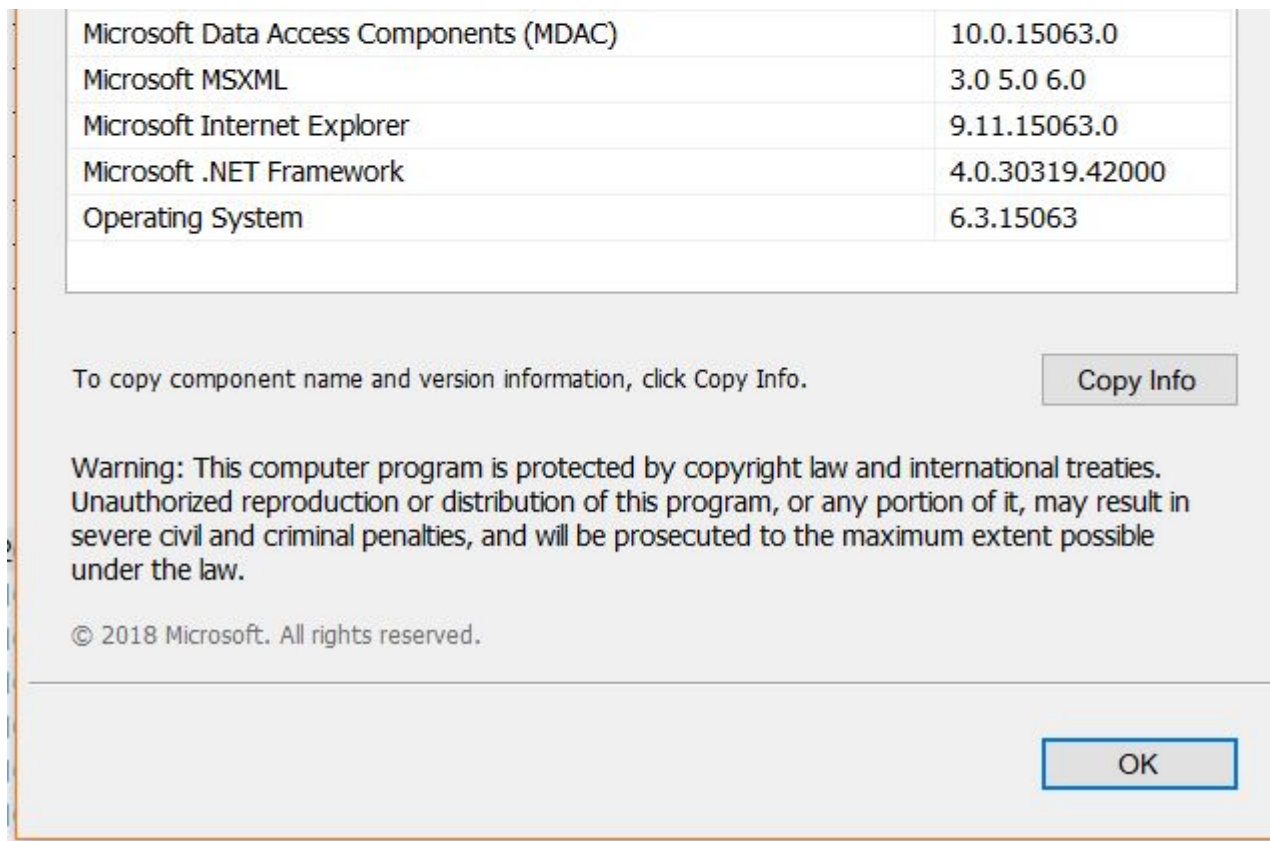 Microsoft Data Access Components (MDAC) 10.0.15063.0
Microsoft MSXML 3.0 5.0 6.0
Microsoft Internet Explorer 9.11.15063.0
Microsoft .NET Framework 4.0.30319.42000
Operating System 6.3.15063
To copy component name and version information, click Copy Info. Copy Info
Warning: This computer program is protected by copyright law and international treaties.
Unauthorized reproduction or distribution of this program, or any portion of it, may result in
severe civil and criminal penalties, and will be prosecuted to the maximum extent possible
under the law.
© 2018 Microsoft. All rights reserved.
OK